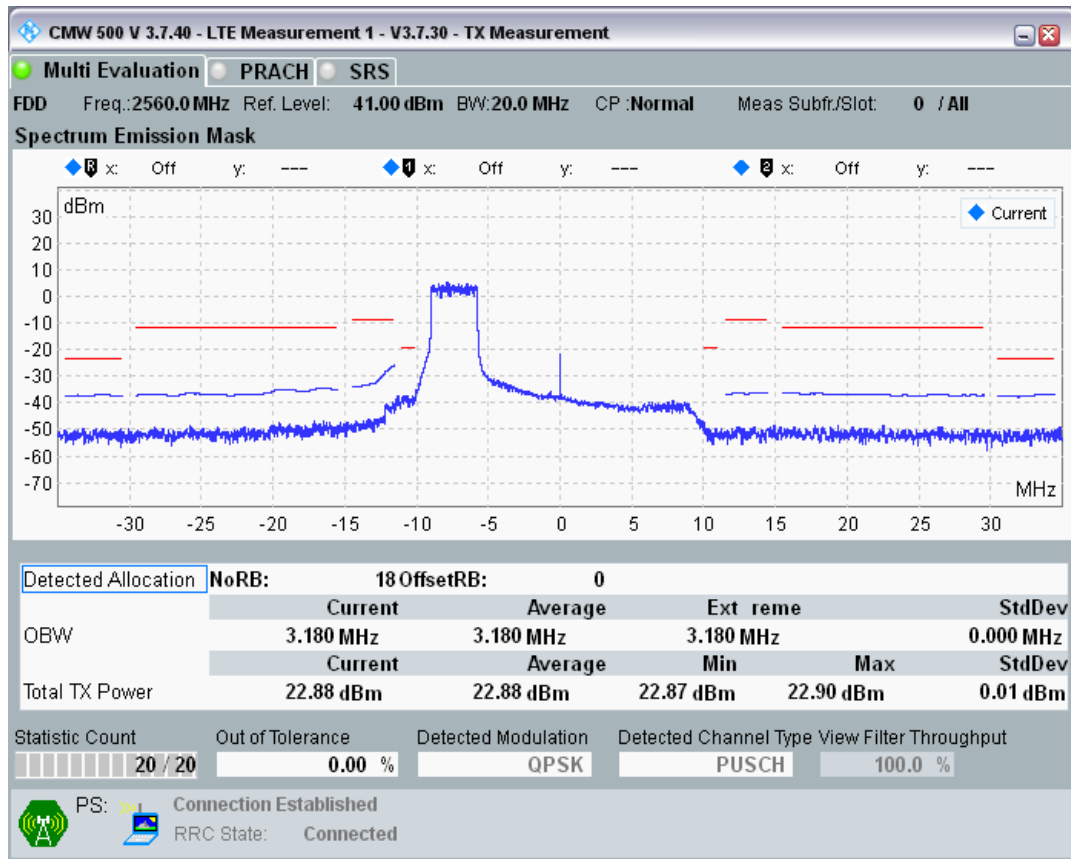 CMW 500 V 3.7.40 - LTE Measurement 1 - V3.7.30 - TX Measurement
Multi Evaluation PRACH SRS
FDD Freq.:2560.0 MHz Ref. Level: 41.00 dBm BW:20.0 MHz CP :Normal Meas Subfr./Slot: 0 / All
Spectrum Emission Mask
R x: Off y: --- 1 x: Off y: --- 2 x: Off y: ---
dBm
Current
30
20
10
0
-10
-20
-30
-40
-50
-60
-70
MHz
-30 -25 -20 -15 -10 -5 0 5 10 15 20 25 30
Detected Allocation NoRB: 18 OffsetRB: 0
Current Average Ext reme StdDev
OBW 3.180 MHz 3.180 MHz 3.180 MHz 0.000 MHz
Current Average Min Max StdDev
Total TX Power 22.88 dBm 22.88 dBm 22.87 dBm 22.90 dBm 0.01 dBm
Statistic Count Out of Tolerance Detected Modulation Detected Channel Type View Filter Throughput
20 / 20 0.00 % QPSK PUSCH 100.0 %
PS: Connection Established
RRC State: Connected